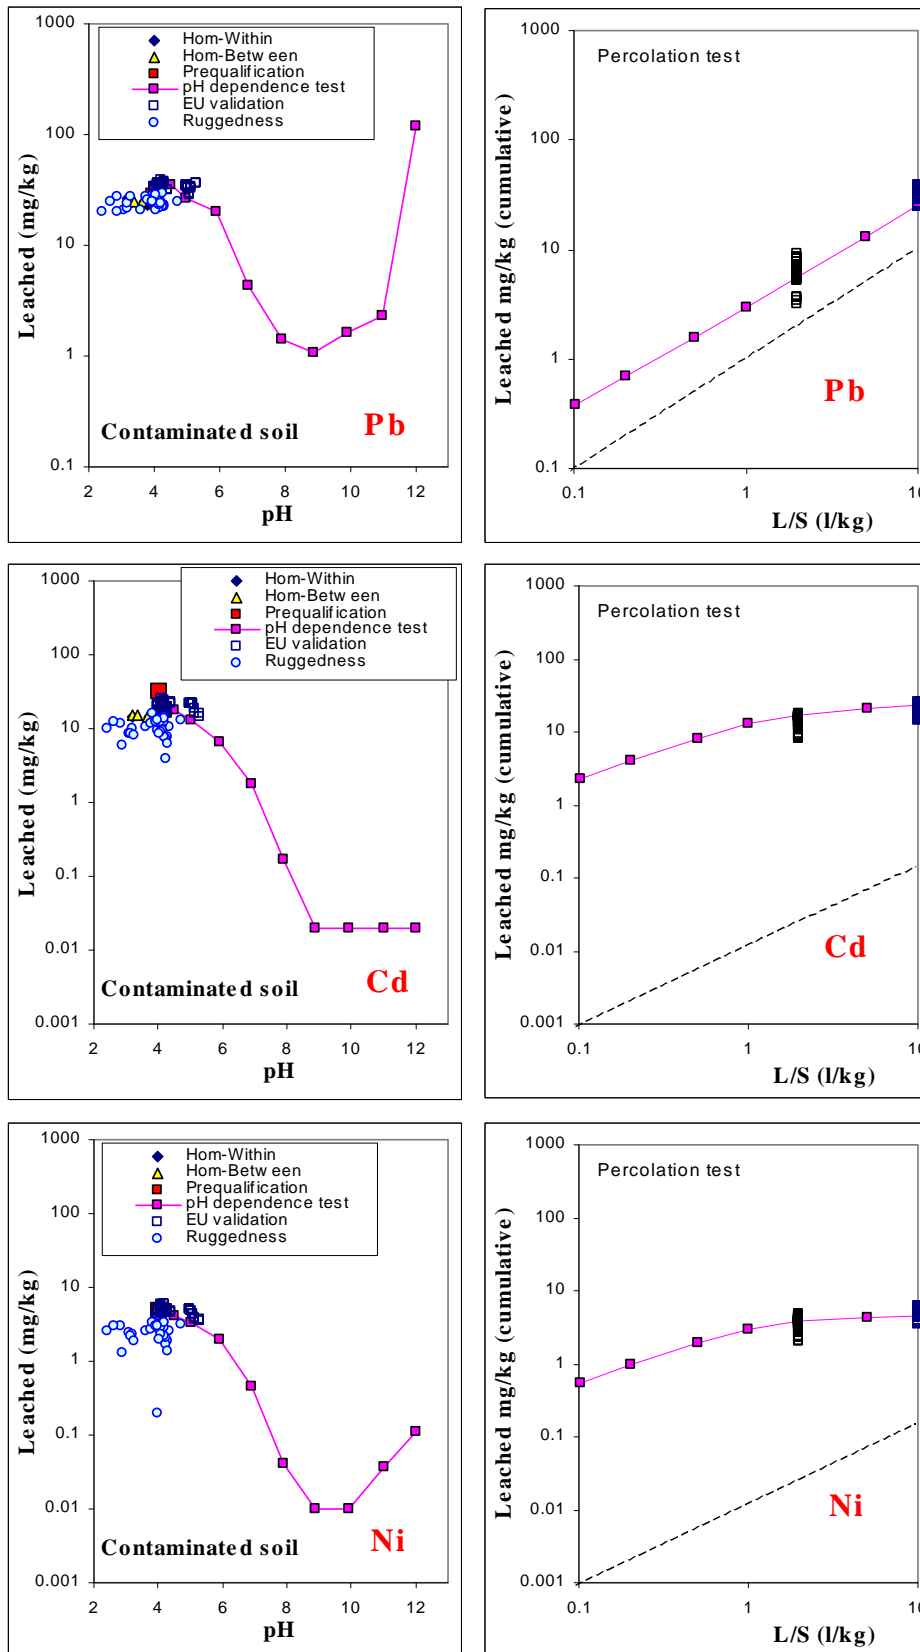 1000
100
10
1
0.1
Leached (mg/kg)
Hom-Within
Hom-Betw een
Prequalification
pH dependence test
EU validation
Ruggedness
Contaminated soil
Pb
2 4 6 8 10 12
pH
1000
100
10
1
0.1
Leached mg/kg (cumulative)
Percolation test
Pb
0.1 1 10
L/S (l/kg)
1000
100
10
1
0.1
0.01
0.001
Leached (mg/kg)
Hom-Within
Hom-Betw een
Prequalification
pH dependence test
EU validation
Ruggedness
Contaminated soil
Cd
2 4 6 8 10 12
pH
1000
100
10
1
0.1
0.01
0.001
Leached mg/kg (cumulative)
Percolation test
Cd
0.1 1 10
L/S (l/kg)
1000
100
10
1
0.1
0.01
0.001
Leached (mg/kg)
Hom-Within
Hom-Betw een
Prequalification
pH dependence test
EU validation
Ruggedness
Contaminated soil
Ni
2 4 6 8 10 12
pH
1000
100
10
1
0.1
0.01
0.001
Leached mg/kg (cumulative)
Percolation test
Ni
0.1 1 10
L/S (l/kg)